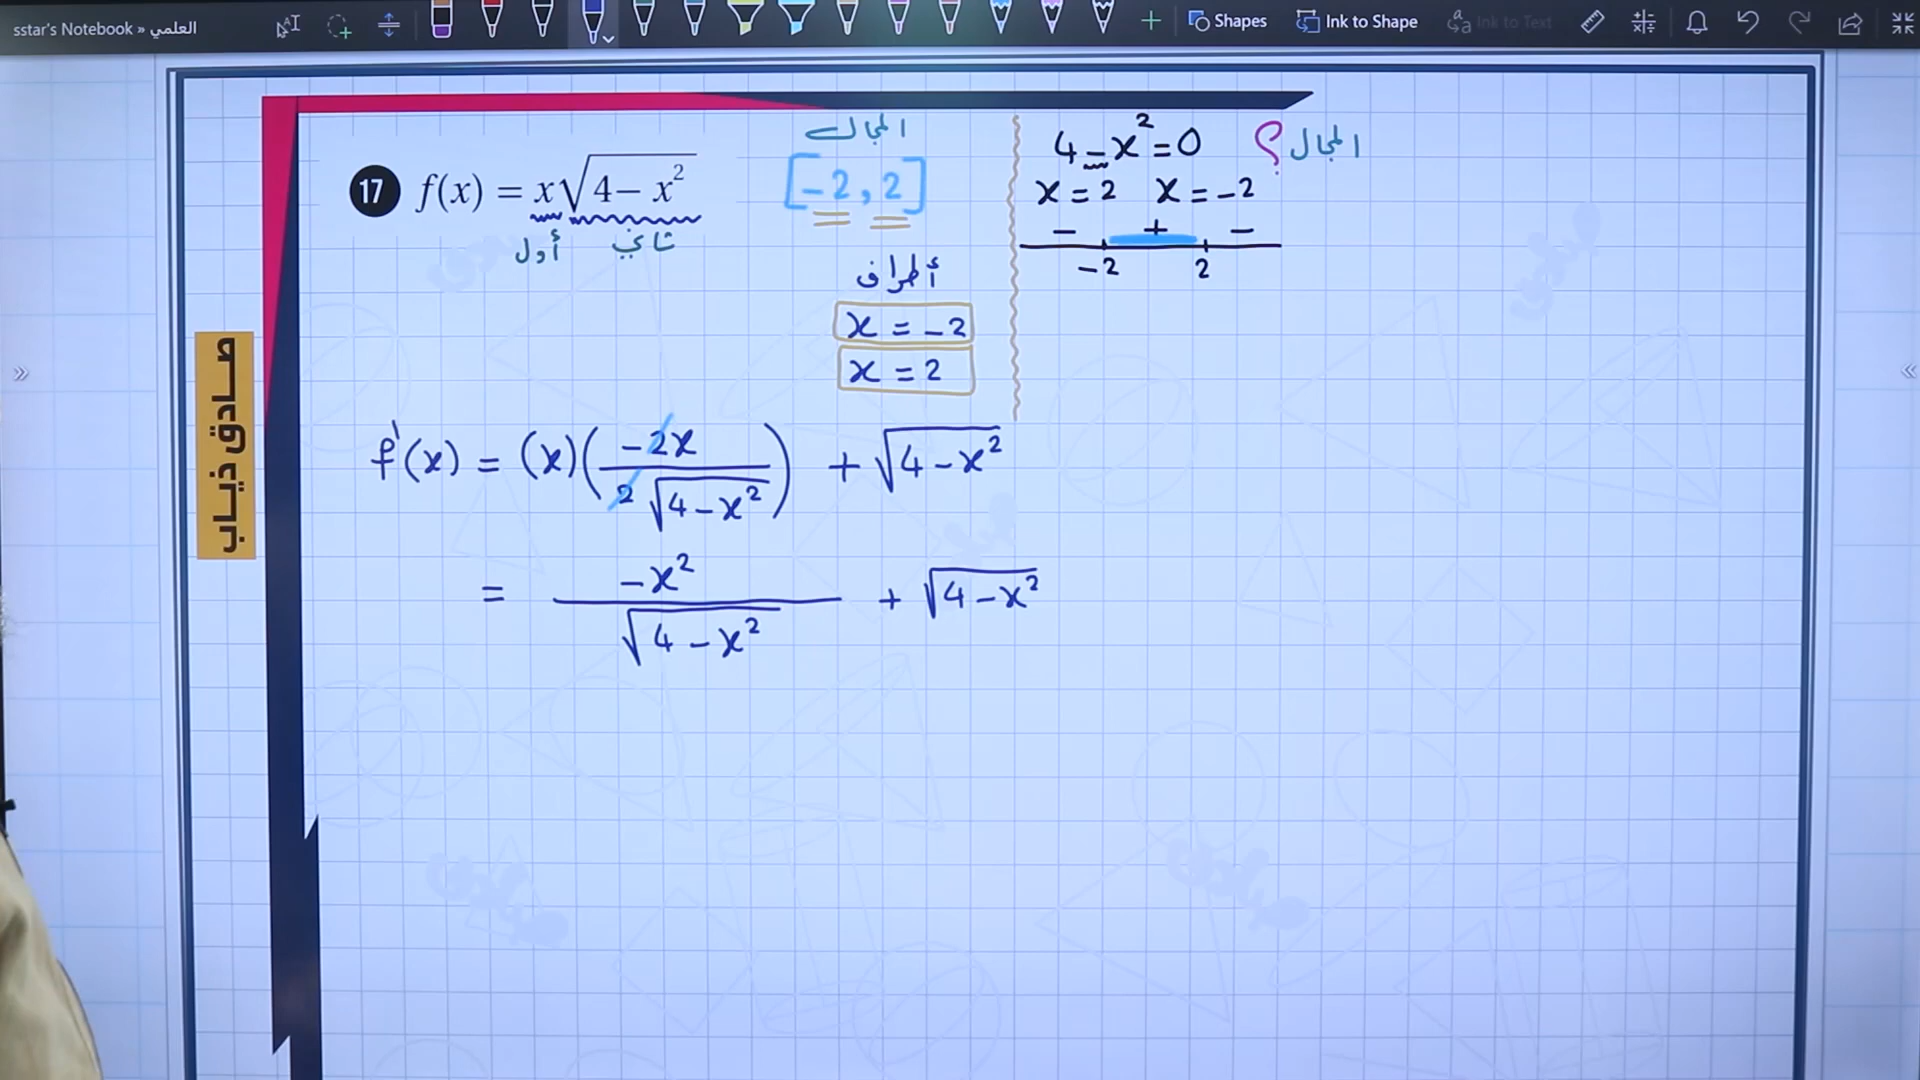 sstar's Notebook » العلمي
Shapes
Ink to Shape
Ink to Text
17 f(x) = x√(4 − x²)
أول
ثاني
المجال
[-2, 2]
أطراف
x = -2
x = 2
4 - x² = 0
المجال ؟
x = 2 x = -2
- + -
-2 2
f'(x) = (x)(-2x / 2√(4-x²)) + √(4-x²)
= -x² / √(4-x²) + √(4-x²)
صادق ذياب